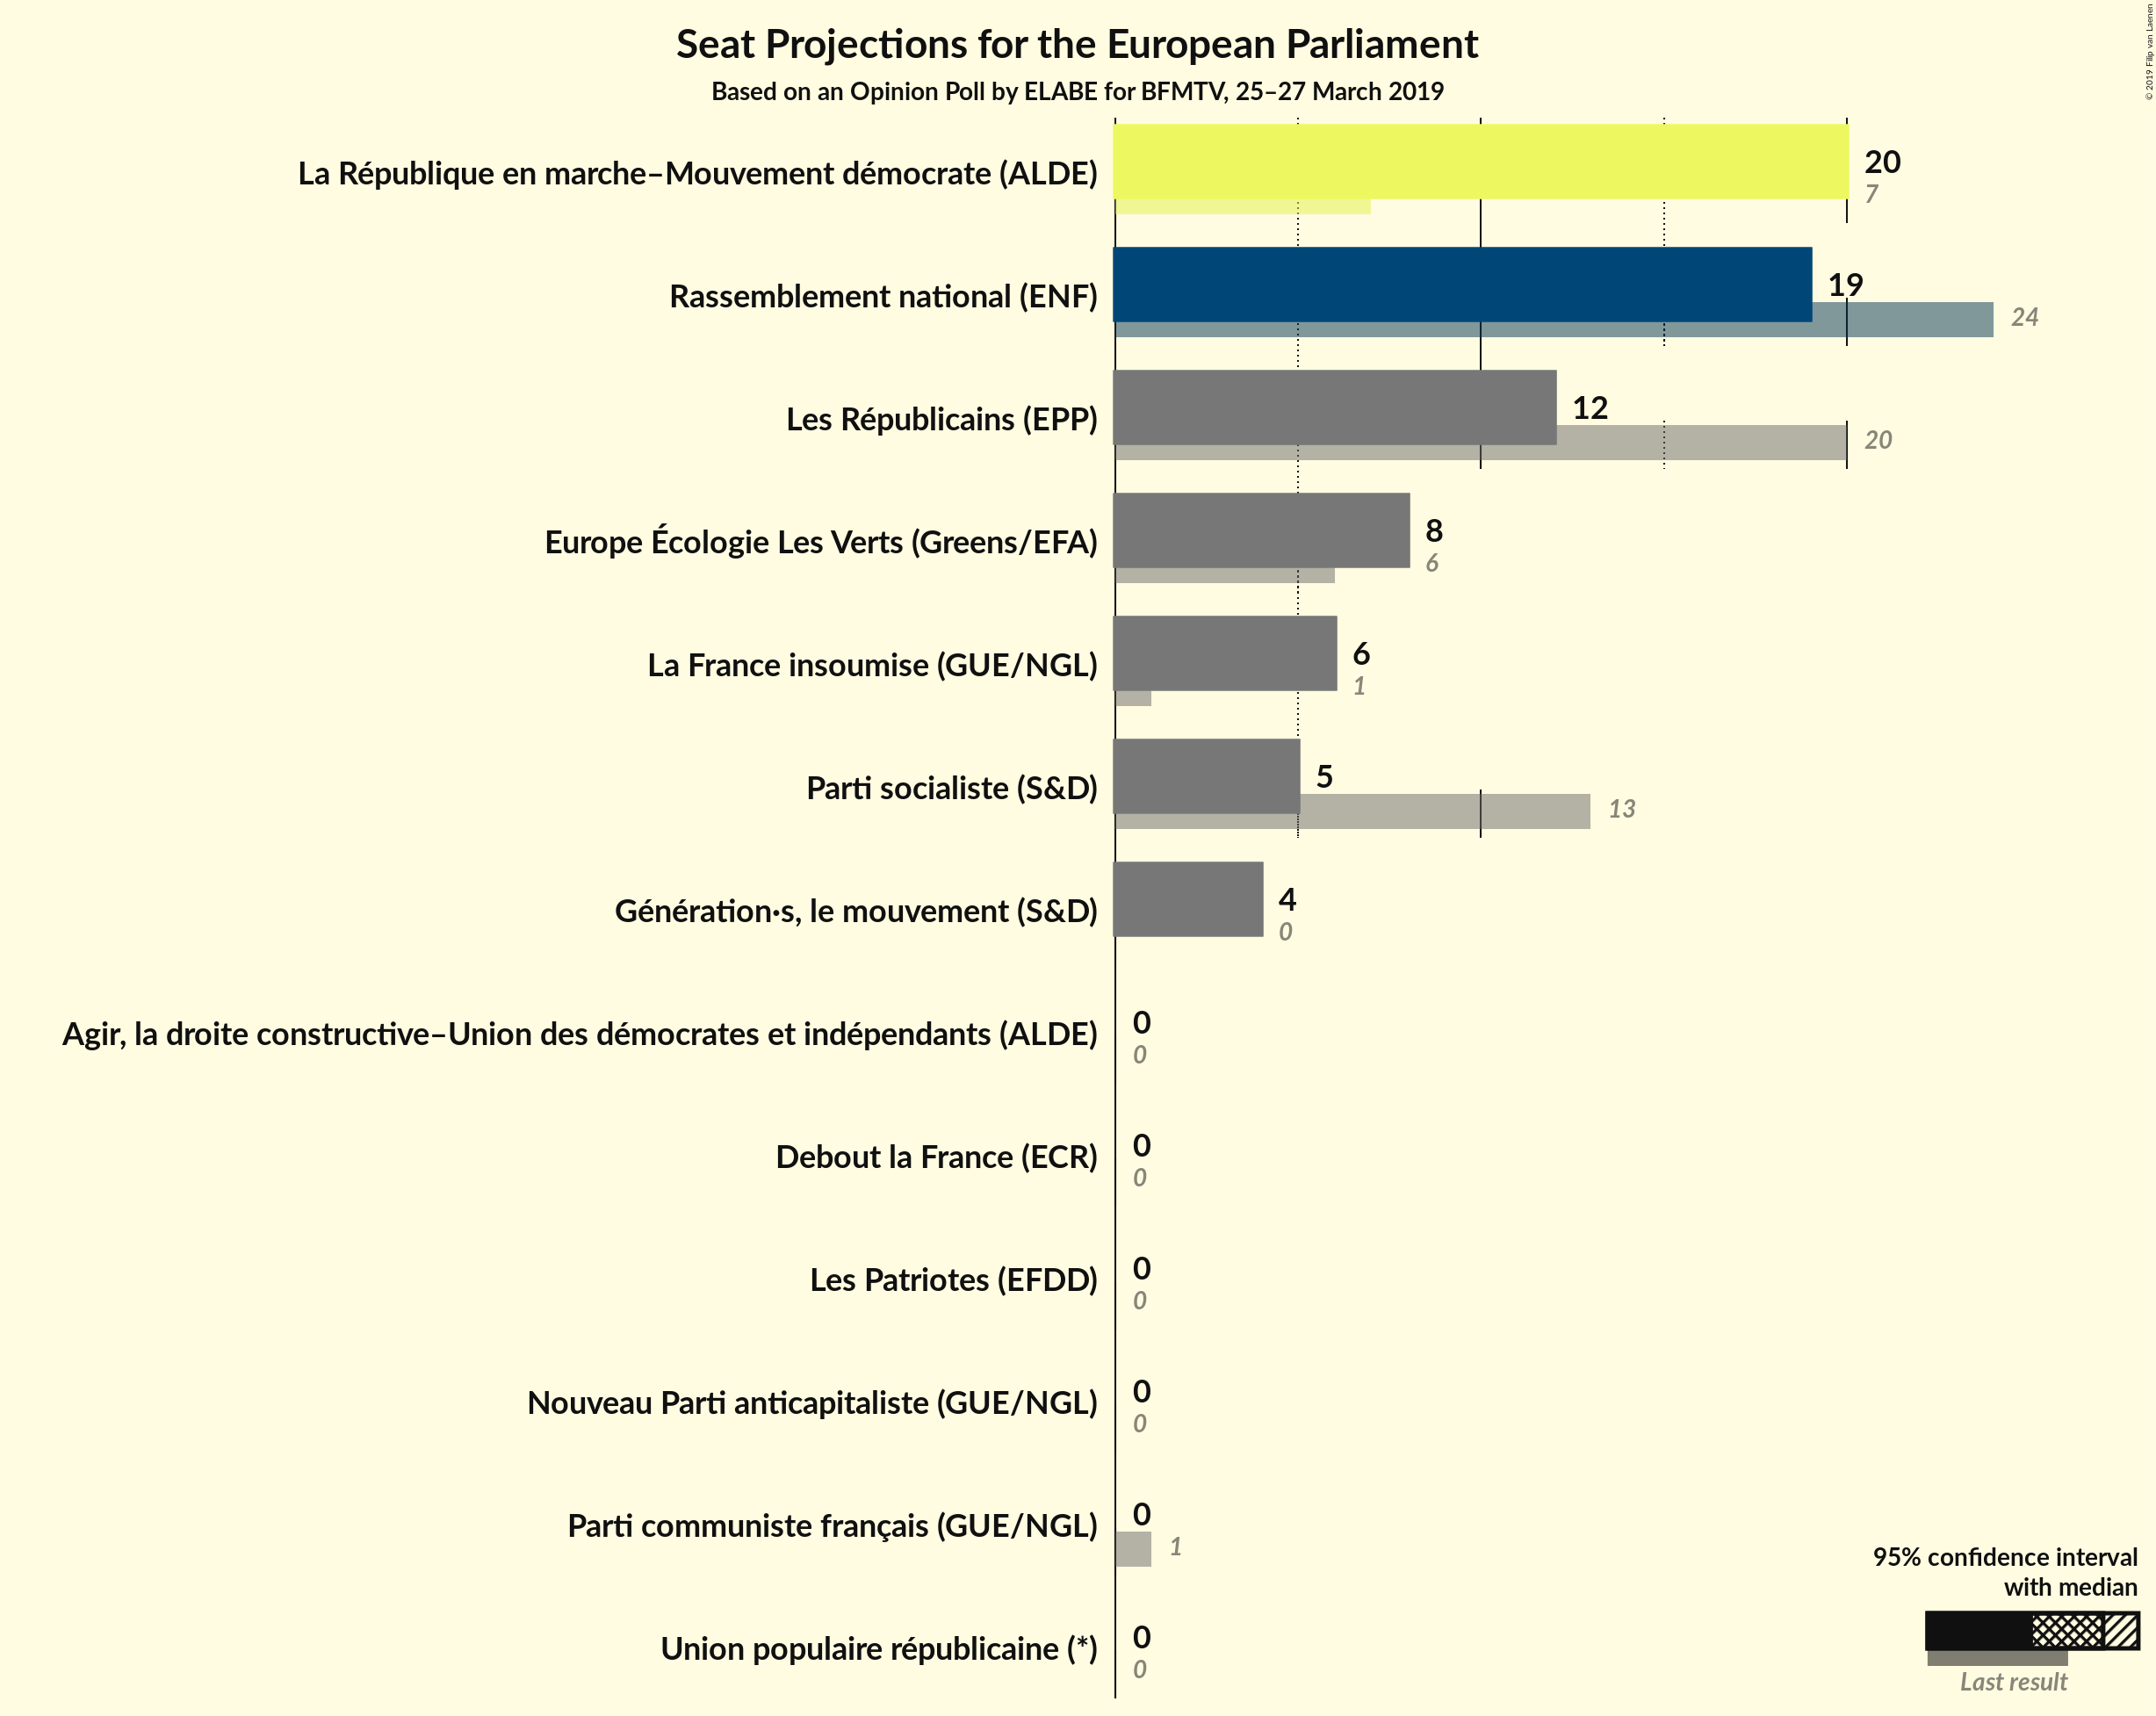 Seat Projections for the European Parliament
Based on an Opinion Poll by ELABE for BFMTV, 25–27 March 2019
© 2019 Filip van Laenen
La République en marche–Mouvement démocrate (ALDE)
20
7
Rassemblement national (ENF)
19
24
Les Républicains (EPP)
12
20
Europe Écologie Les Verts (Greens/EFA)
8
6
La France insoumise (GUE/NGL)
6
1
Parti socialiste (S&D)
5
13
Génération·s, le mouvement (S&D)
4
0
Agir, la droite constructive–Union des démocrates et indépendants (ALDE)
0
0
Debout la France (ECR)
0
0
Les Patriotes (EFDD)
0
0
Nouveau Parti anticapitaliste (GUE/NGL)
0
0
Parti communiste français (GUE/NGL)
0
1
Union populaire républicaine (*)
0
0
95% confidence interval
with median
Last result